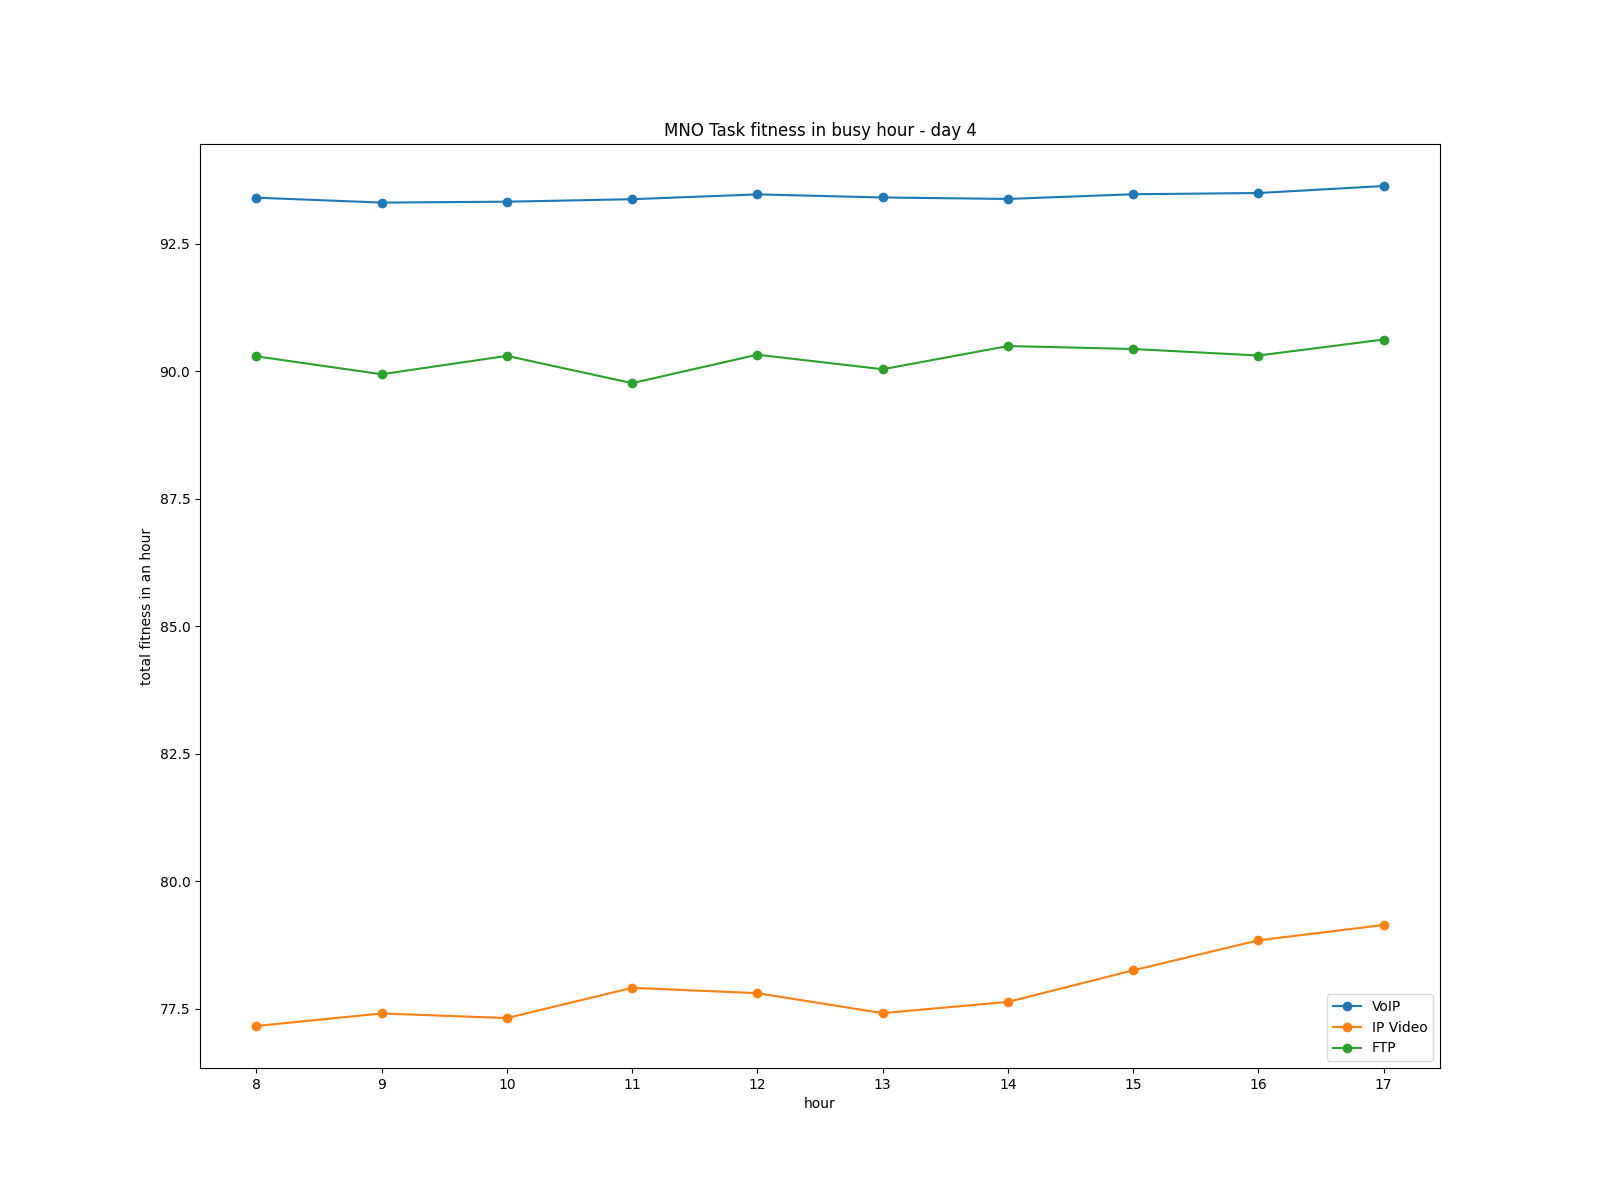 MNO Task fitness in busy hour - day 4
92.5
90.0
87.5
85.0
82.5
80.0
77.5
total fitness in an hour
8 9 10 11 12 13 14 15 16 17
hour
VoIP
IP Video
FTP